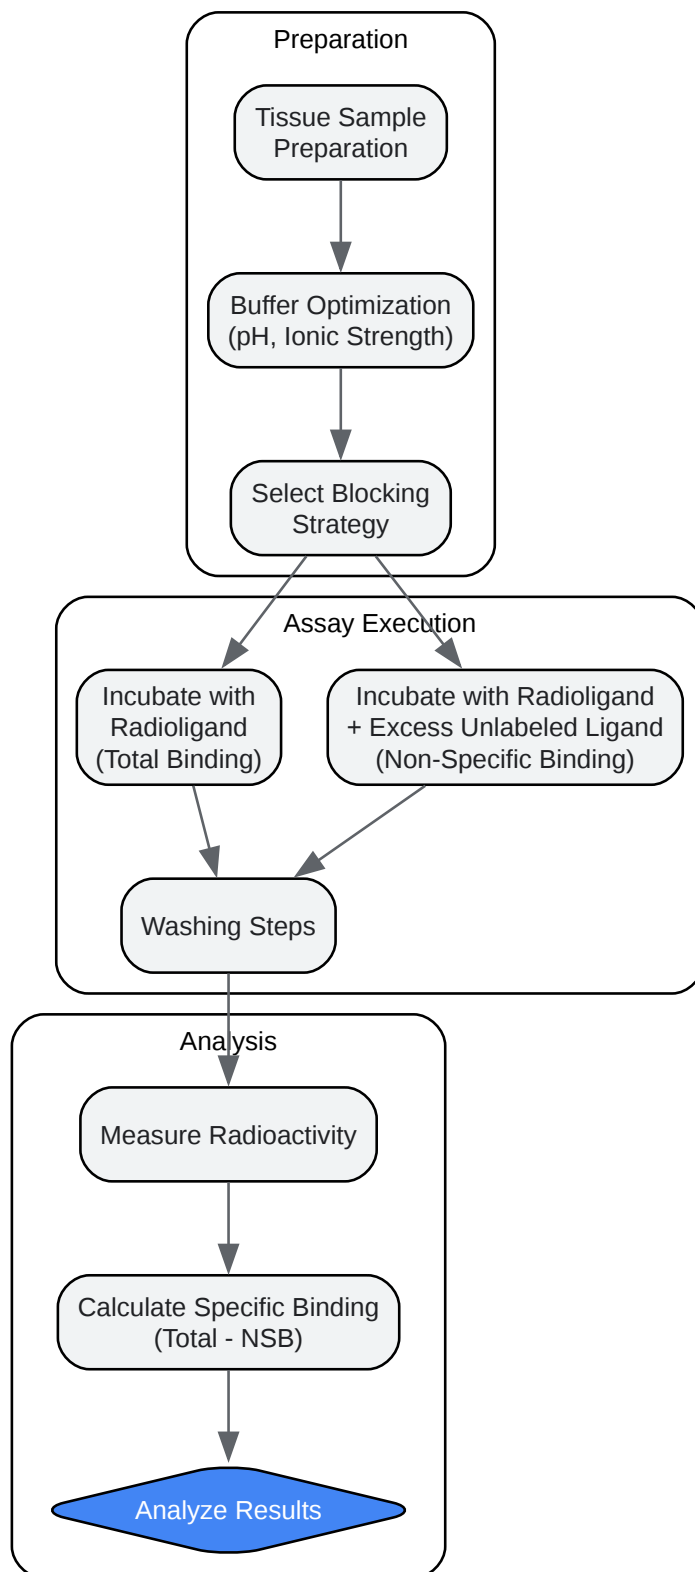 Preparation
Tissue Sample
Preparation
Buffer Optimization
(pH, Ionic Strength)
Select Blocking
Strategy
Assay Execution
Incubate with
Radioligand
(Total Binding)
Incubate with Radioligand
+ Excess Unlabeled Ligand
(Non-Specific Binding)
Washing Steps
Analysis
Measure Radioactivity
Calculate Specific Binding
(Total - NSB)
Analyze Results